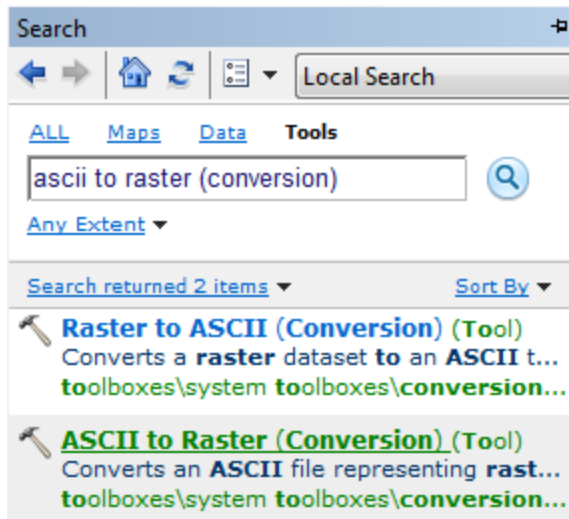 Search
Local Search
ALL Maps Data Tools
ascii to raster (conversion)
Any Extent
Search returned 2 items Sort By
Raster to ASCII (Conversion) (Tool)
Converts a raster dataset to an ASCII t...
toolboxes\system toolboxes\conversion...
ASCII to Raster (Conversion) (Tool)
Converts an ASCII file representing rast...
toolboxes\system toolboxes\conversion...